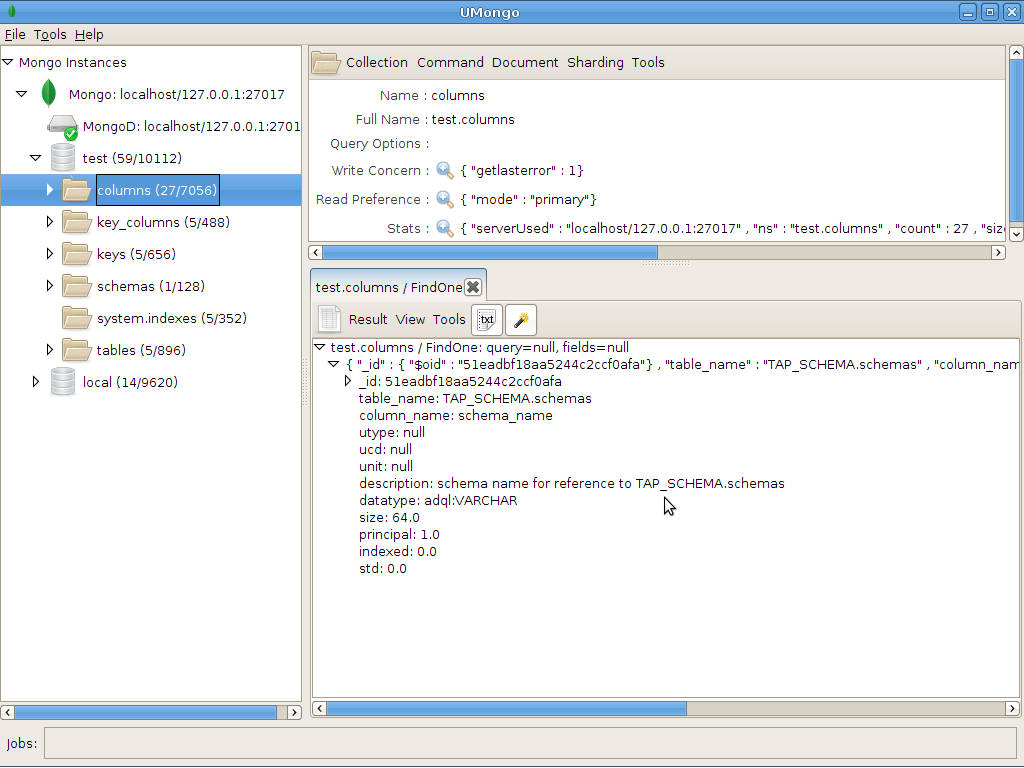 UMongo
File Tools Help
Mongo Instances
Mongo: localhost/127.0.0.1:27017
MongoD: localhost/127.0.0.1:2701
test (59/10112)
columns (27/7056)
key_columns (5/488)
keys (5/656)
schemas (1/128)
system.indexes (5/352)
tables (5/896)
local (14/9620)
Collection Command Document Sharding Tools
Name : columns
Full Name : test.columns
Query Options :
Write Concern : { "getlasterror" : 1}
Read Preference : { "mode" : "primary"}
Stats : { "serverUsed" : "localhost/127.0.0.1:27017" , "ns" : "test.columns" , "count" : 27 , "size
test.columns / FindOne
Result View Tools txt
test.columns / FindOne: query=null, fields=null
{ "_id" : { "$oid" : "51eadbf18aa5244c2ccf0afa"} , "table_name" : "TAP_SCHEMA.schemas" , "column_nam
_id: 51eadbf18aa5244c2ccf0afa
table_name: TAP_SCHEMA.schemas
column_name: schema_name
utype: null
ucd: null
unit: null
description: schema name for reference to TAP_SCHEMA.schemas
datatype: adql:VARCHAR
size: 64.0
principal: 1.0
indexed: 0.0
std: 0.0
Jobs: